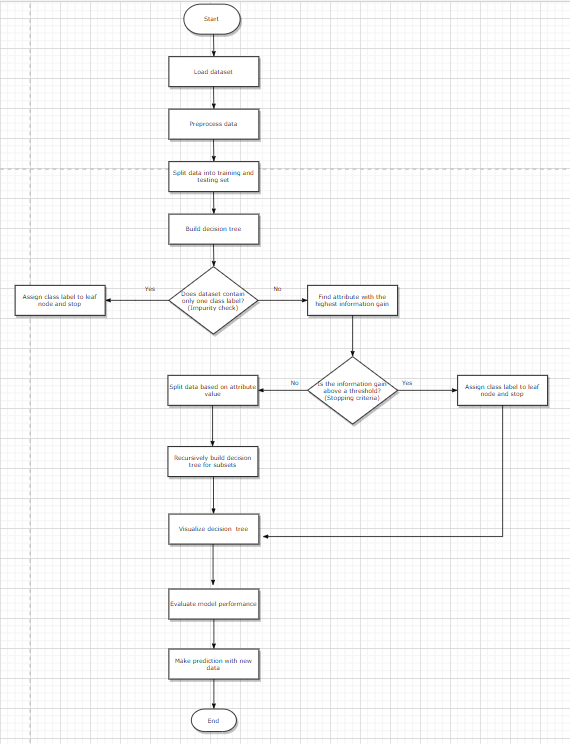 Start
Load dataset
Preprocess data
Split data into training and
testing set
Build decision tree
Does dataset contain
only one class label?
(Impurity check)
Yes
No
Assign class label to leaf
node and stop
Find attribute with the
highest information gain
Is the information gain
above a threshold?
(Stopping criteria)
No
Yes
Split data based on attribute
value
Assign class label to leaf
node and stop
Recursively build decision
tree for subsets
Visualize decision tree
Evaluate model performance
Make prediction with new
data
End